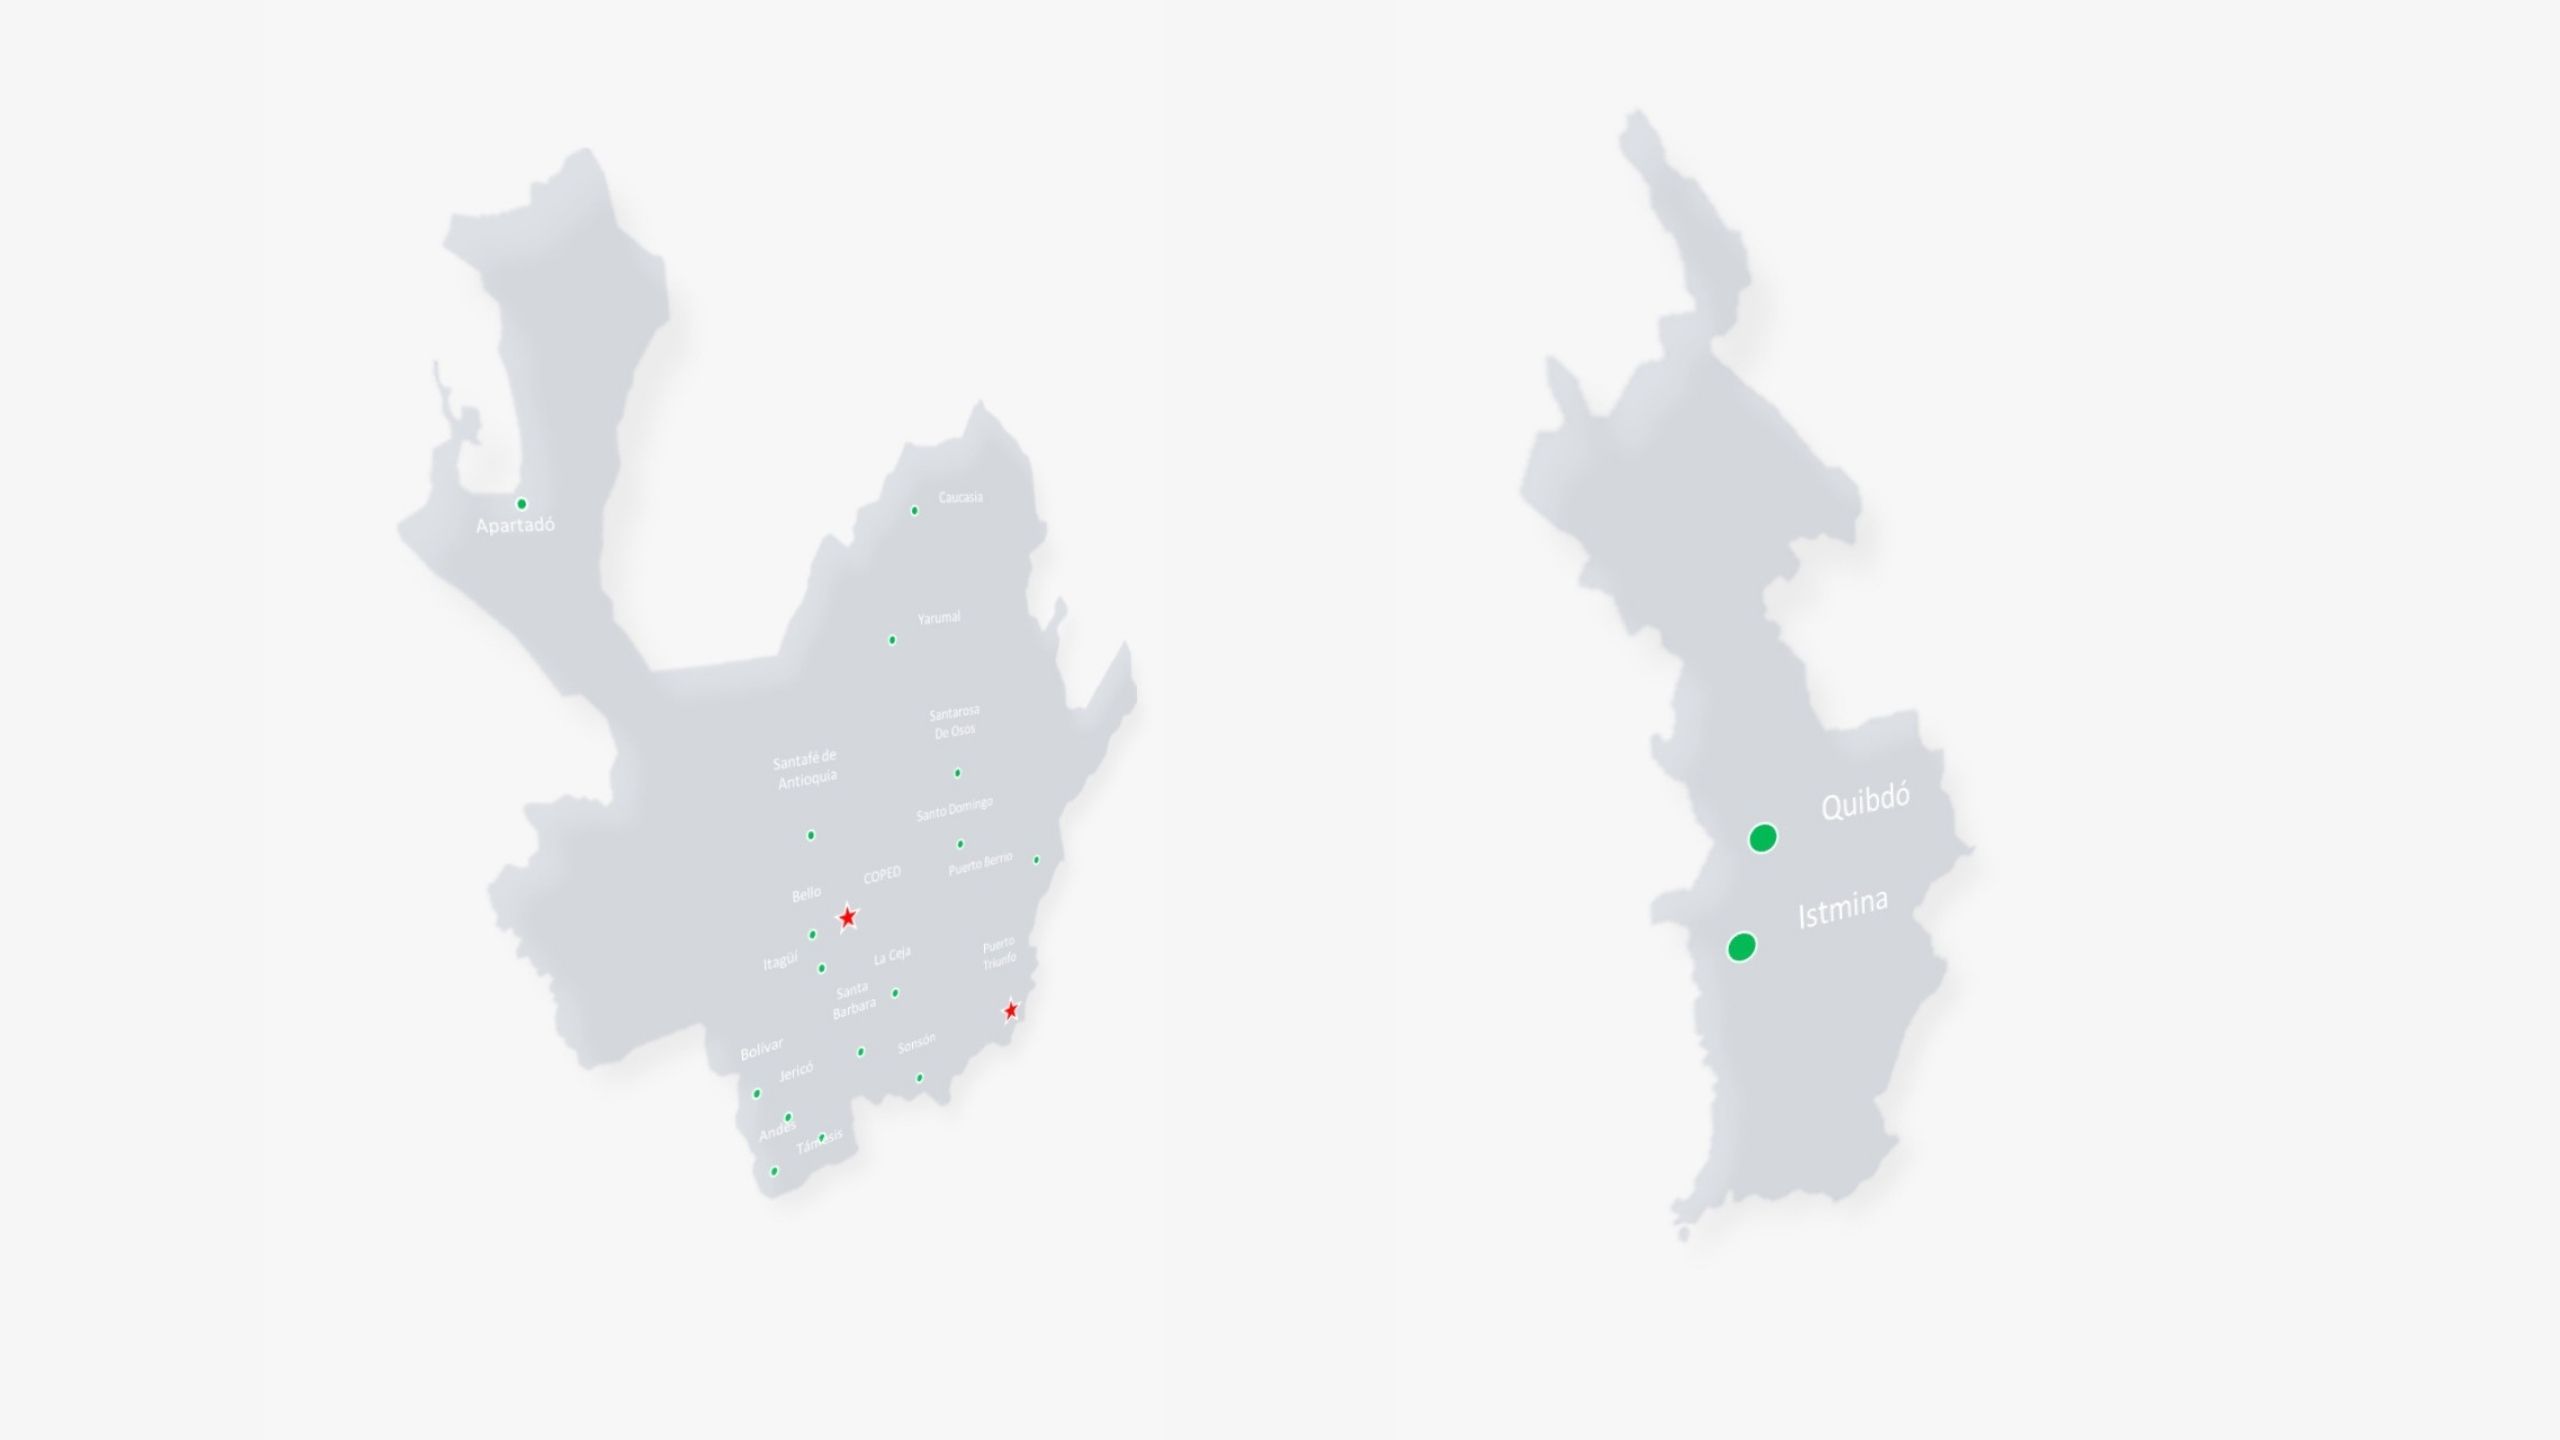 Caucasia
Apartadó
Yarumal
Santarosa
De Osos
Santafé de
Antioquia
Santo Domingo
Puerto Berrio
COPED
Bello
Itagüí
La Ceja
Puerto
Triunfo
Santa
Barbara
Sonsón
Bolívar
Jericó
Andes
Támesis
Quibdó
Istmina